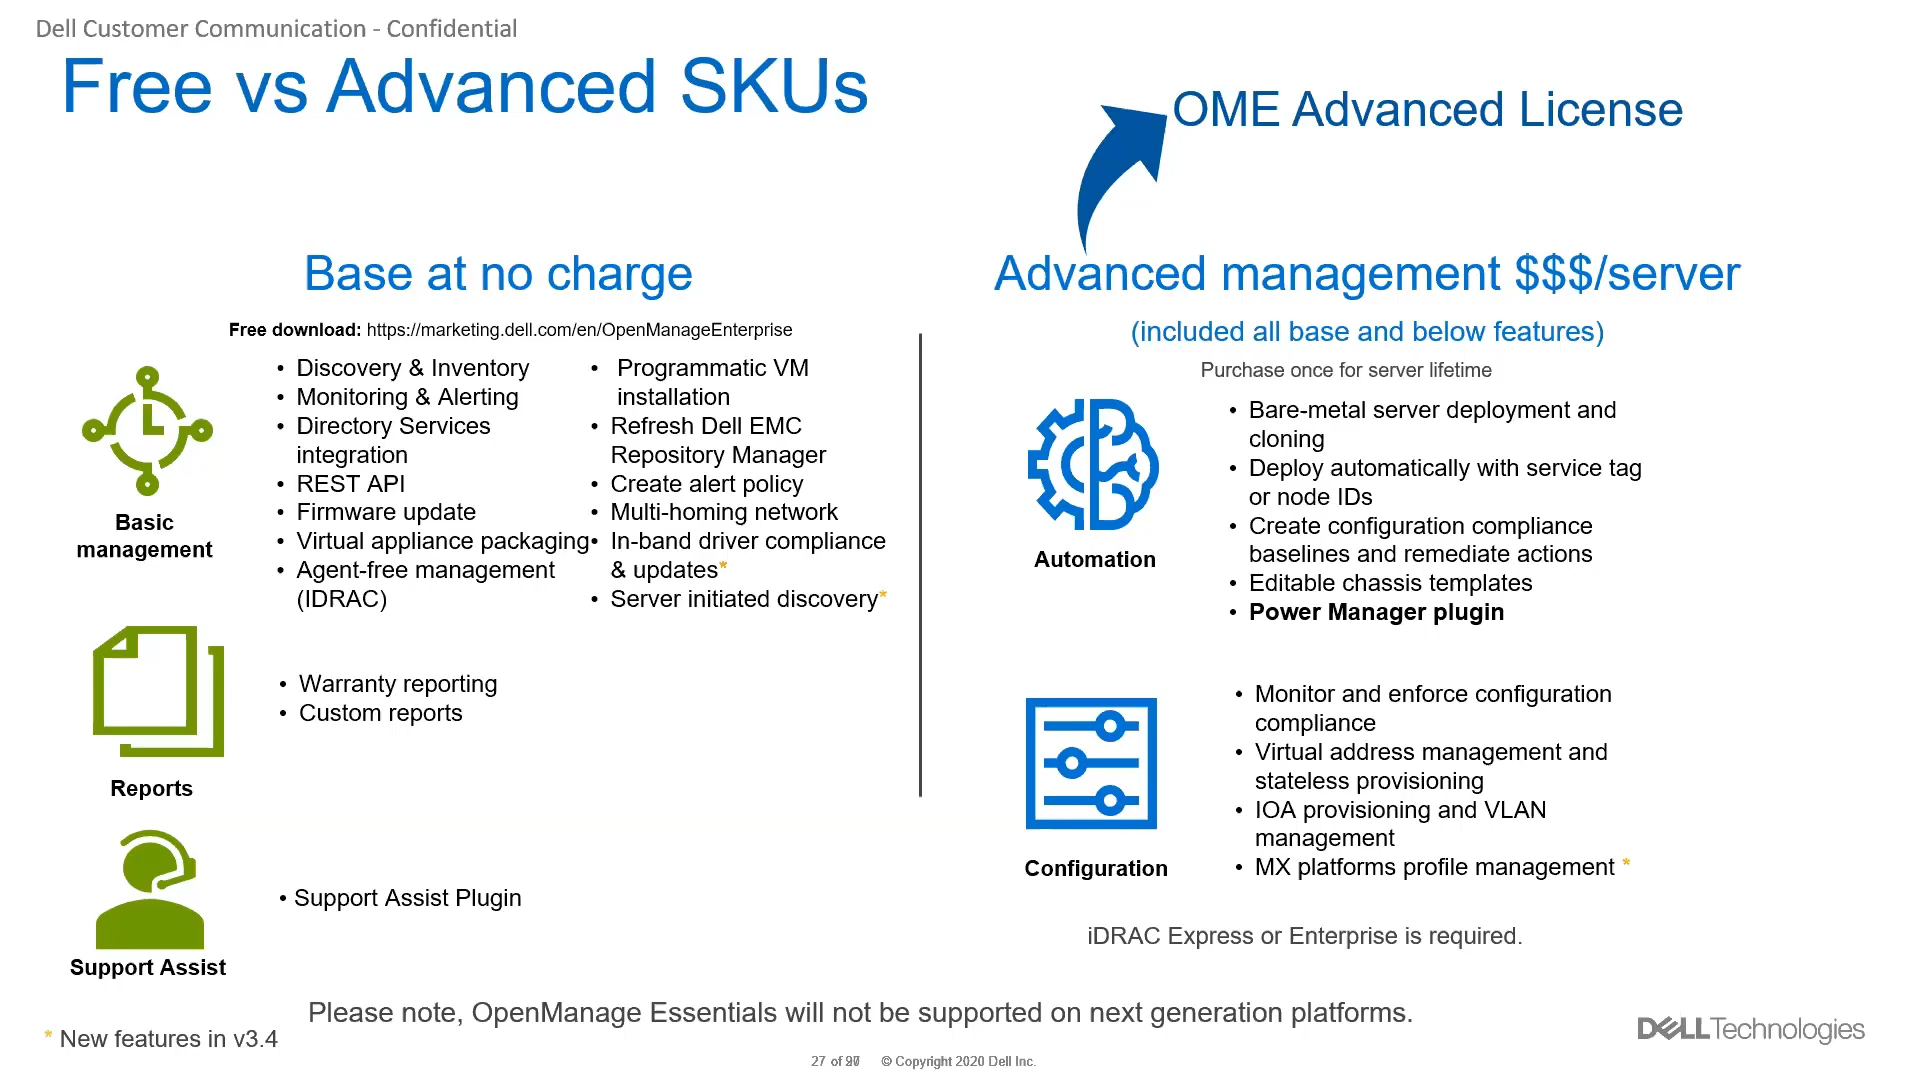 Dell Customer Communication - Confidential
Free vs Advanced SKUs
OME Advanced License
Base at no charge
Free download: https://marketing.dell.com/en/OpenManageEnterprise
• Discovery & Inventory
• Monitoring & Alerting
• Directory Services
integration
• REST API
• Firmware update
• Virtual appliance packaging
• Agent-free management
(IDRAC)
• Programmatic VM
installation
• Refresh Dell EMC
Repository Manager
• Create alert policy
• Multi-homing network
• In-band driver compliance
& updates*
• Server initiated discovery*
Basic
management
• Warranty reporting
• Custom reports
Reports
• Support Assist Plugin
Support Assist
Advanced management $$$/server
(included all base and below features)
Purchase once for server lifetime
• Bare-metal server deployment and
cloning
• Deploy automatically with service tag
or node IDs
• Create configuration compliance
baselines and remediate actions
• Editable chassis templates
• Power Manager plugin
Automation
• Monitor and enforce configuration
compliance
• Virtual address management and
stateless provisioning
• IOA provisioning and VLAN
management
• MX platforms profile management *
Configuration
iDRAC Express or Enterprise is required.
Please note, OpenManage Essentials will not be supported on next generation platforms.
* New features in v3.4
27 of
© Copyright 2020 Dell Inc.
DELL Technologies